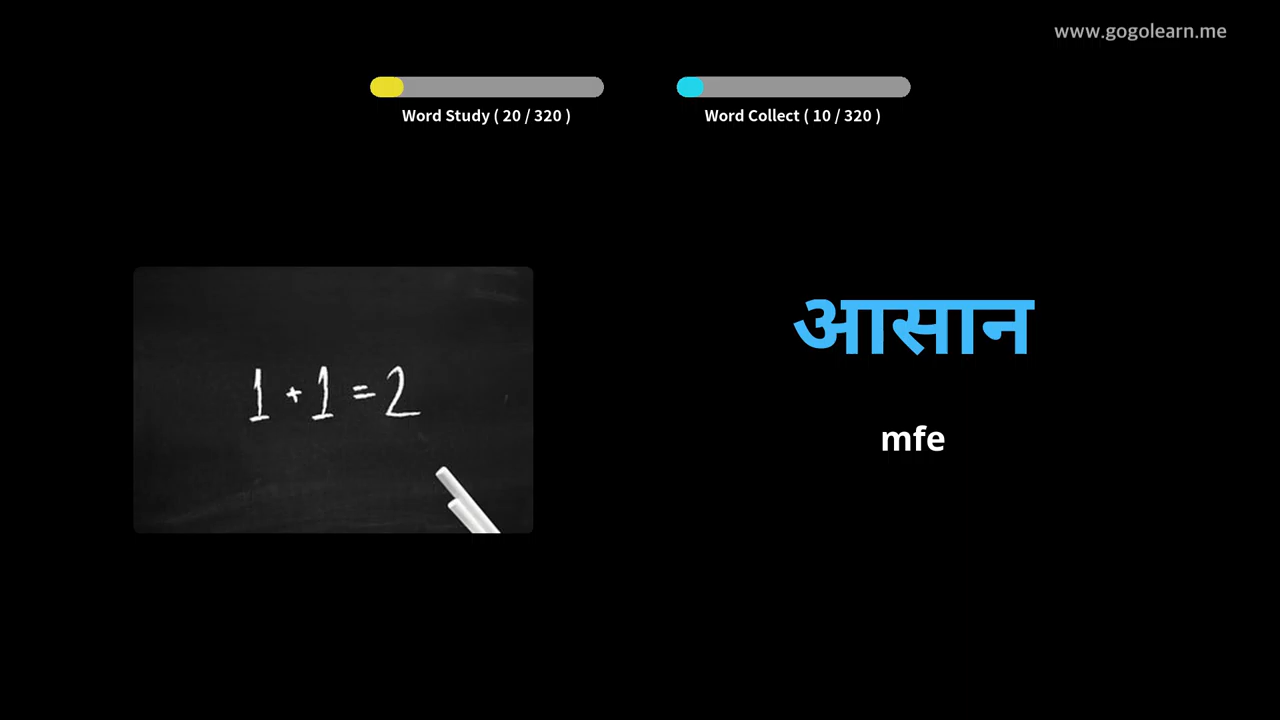 www.gogolearn.me
Word Study ( 20 / 320 )
Word Collect ( 10 / 320 )
1 + 1 = 2
आसान
mfe